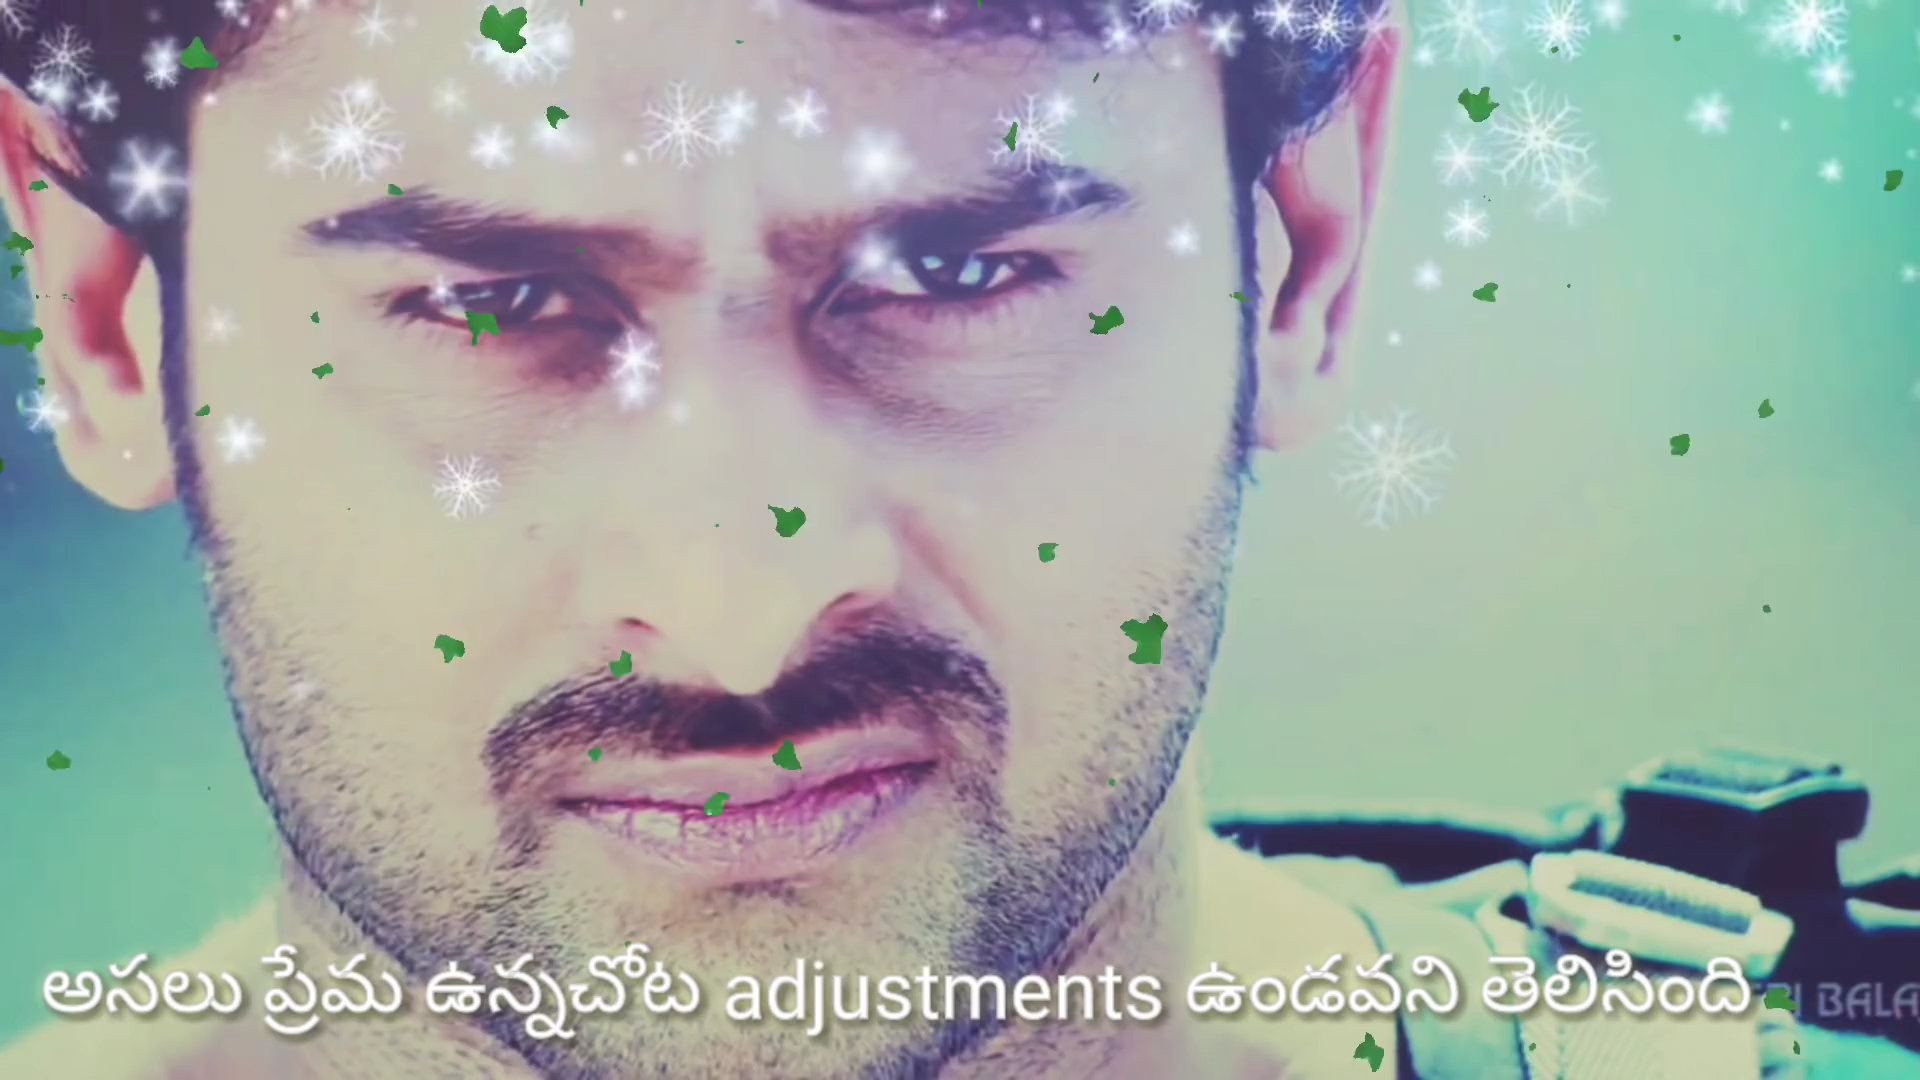 అసలు ప్రేమ ఉన్నచోట adjustments ఉండవని తెలిసింది